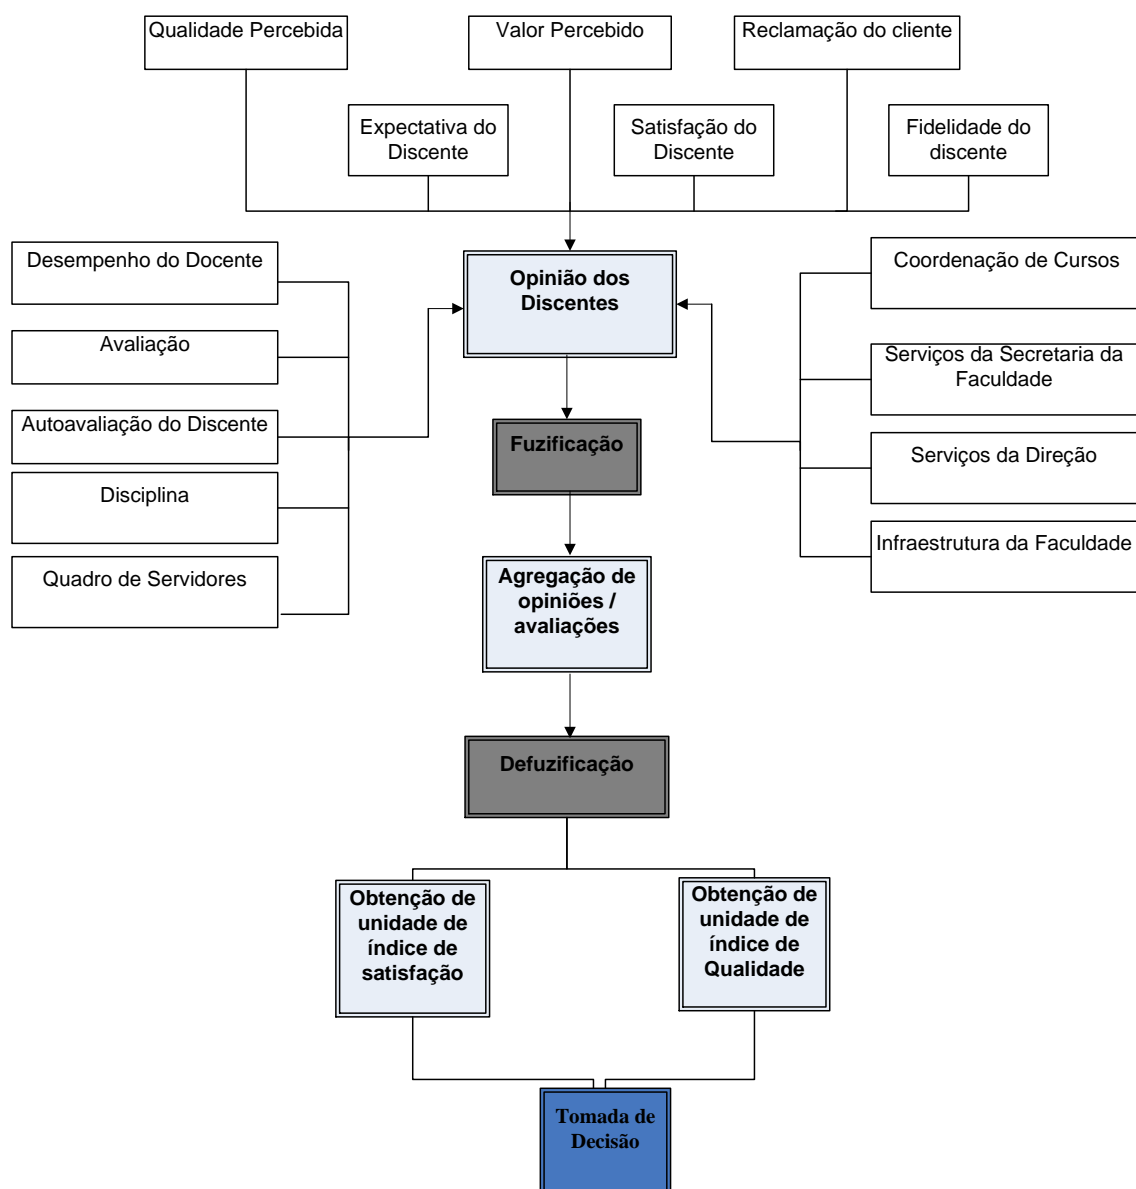 Qualidade Percebida
Valor Percebido
Reclamação do cliente
Expectativa do
Discente
Satisfação do
Discente
Fidelidade do
discente
Desempenho do Docente
Avaliação
Autoavaliação do Discente
Disciplina
Quadro de Servidores
Opinião dos
Discentes
Coordenação de Cursos
Serviços da Secretaria da
Faculdade
Serviços da Direção
Infraestrutura da Faculdade
Fuzificação
Agregação de
opiniões /
avaliações
Defuzificação
Obtenção de
unidade de
índice de
satisfação
Obtenção de
unidade de
índice de
Qualidade
Tomada de
Decisão